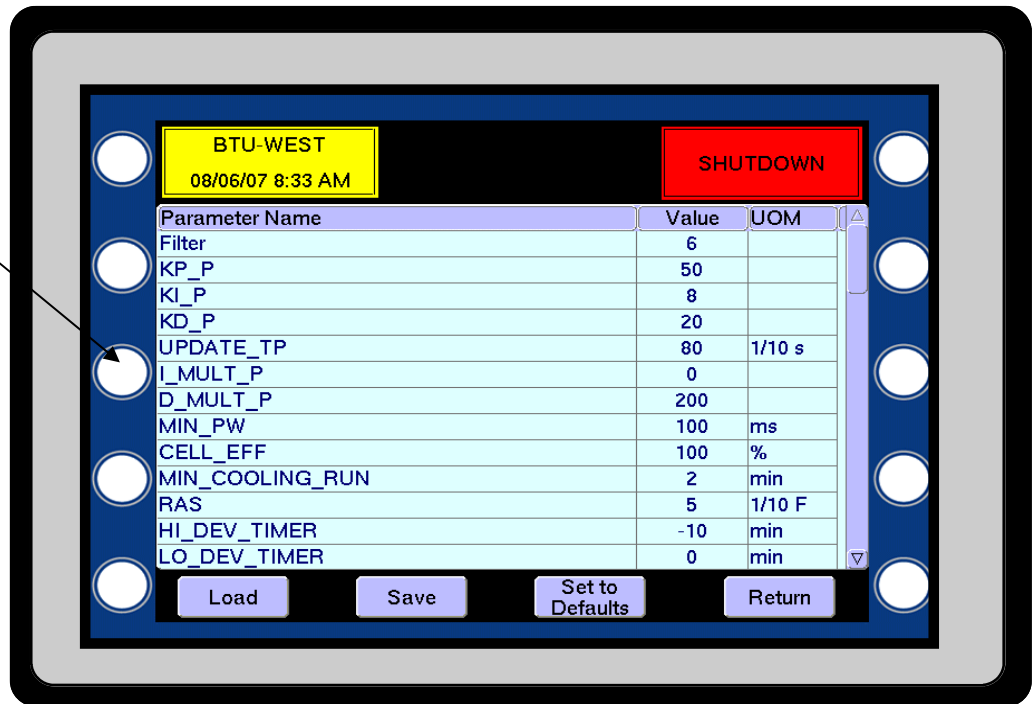 BTU-WEST
08/06/07 8:33 AM
SHUTDOWN
Parameter Name Value UOM
Filter 6
KP_P 50
KI_P 8
KD_P 20
UPDATE_TP 80 1/10 s
I_MULT_P 0
D_MULT_P 200
MIN_PW 100 ms
CELL_EFF 100 %
MIN_COOLING_RUN 2 min
RAS 5 1/10 F
HI_DEV_TIMER -10 min
LO_DEV_TIMER 0 min
Load Save Set to Defaults Return